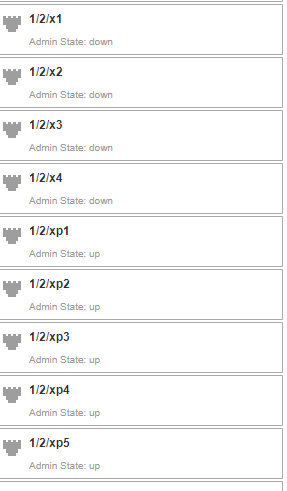 1/2/x1
Admin State: down
1/2/x2
Admin State: down
1/2/x3
Admin State: down
1/2/x4
Admin State: down
1/2/xp1
Admin State: up
1/2/xp2
Admin State: up
1/2/xp3
Admin State: up
1/2/xp4
Admin State: up
1/2/xp5
Admin State: up